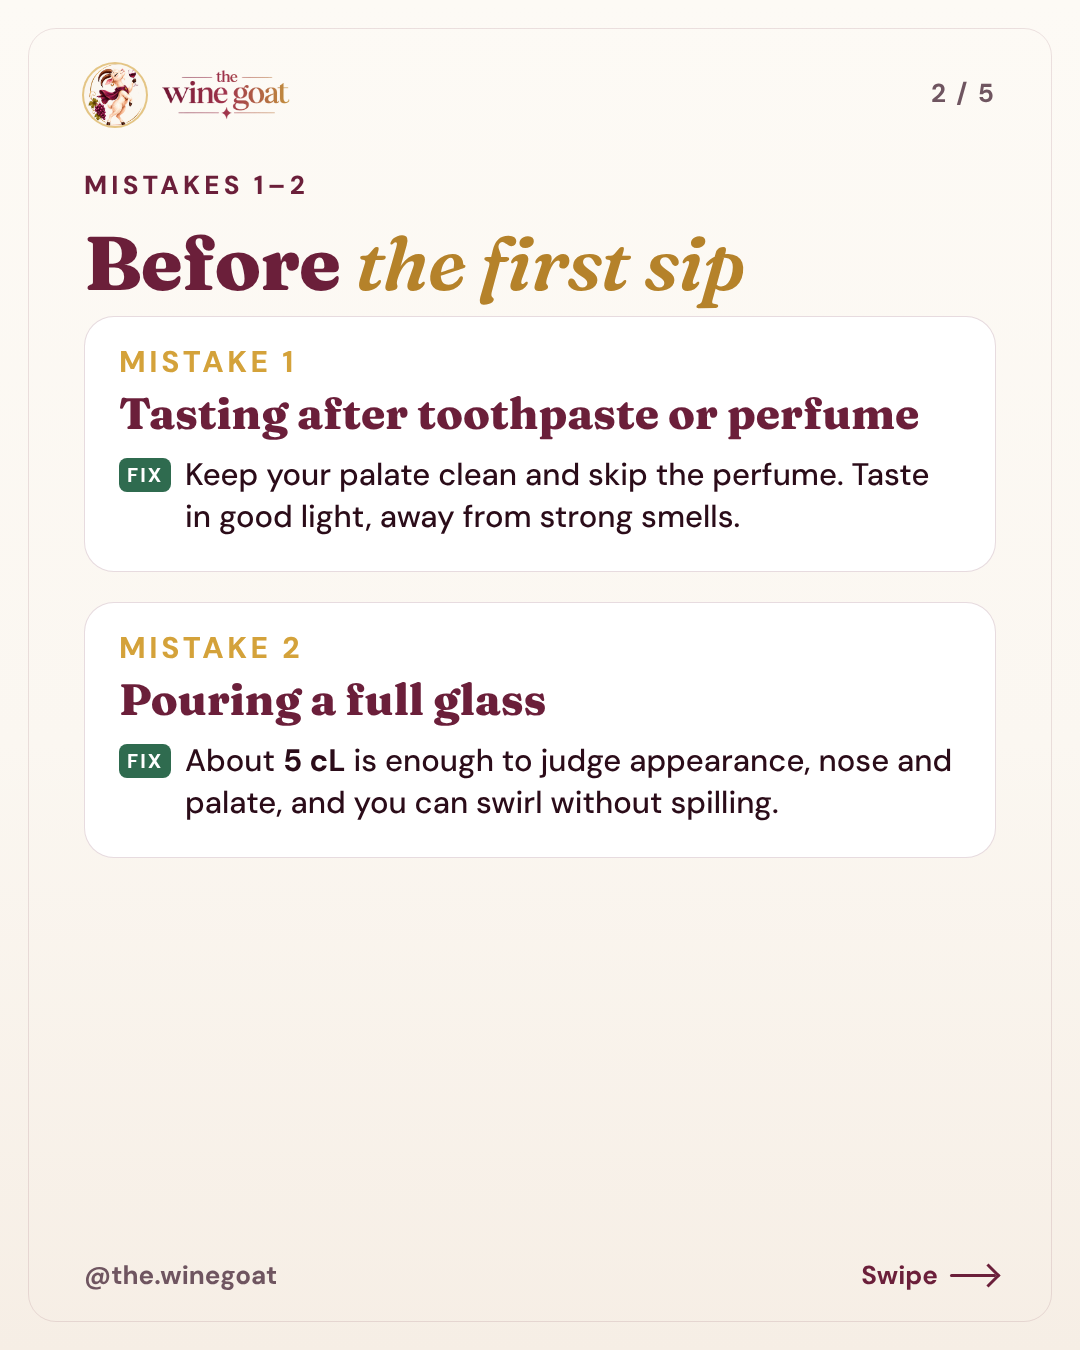 the
wine goat
2 / 5
MISTAKES 1–2
Before the first sip
MISTAKE 1
Tasting after toothpaste or perfume
FIX Keep your palate clean and skip the perfume. Taste
in good light, away from strong smells.
MISTAKE 2
Pouring a full glass
FIX About 5 cL is enough to judge appearance, nose and
palate, and you can swirl without spilling.
@the.winegoat
Swipe